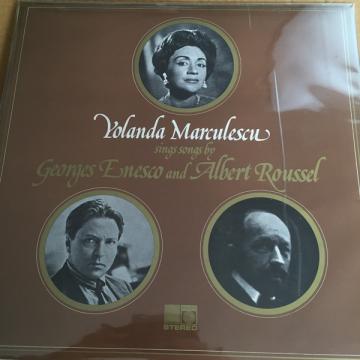 Yolanda Marculescu
sings songs by
Georges Enesco and Albert Roussel
STEREO